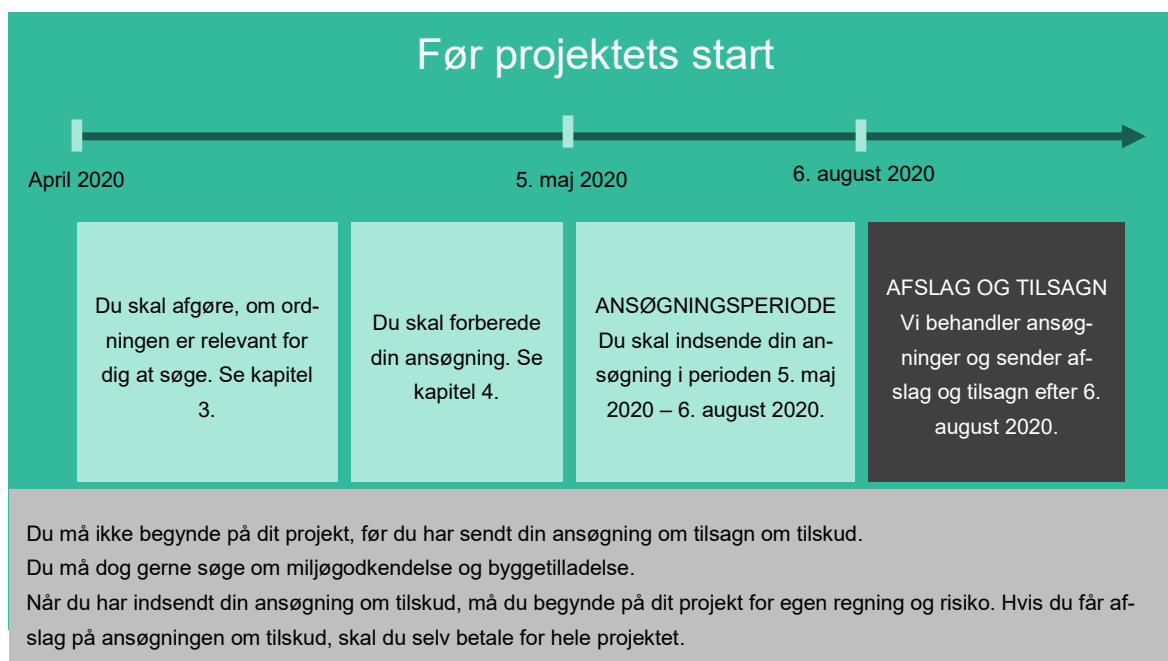 Før projektets start
April 2020
5. maj 2020
6. august 2020
Du skal afgøre, om ord-
ningen er relevant for
dig at søge. Se kapitel
3.
Du skal forberede
din ansøgning. Se
kapitel 4.
ANSØGNINGSPERIODE
Du skal indsende din an-
søgning i perioden 5. maj
2020 – 6. august 2020.
AFSLAG OG TILSAGN
Vi behandler ansøg-
ninger og sender af-
slag og tilsagn efter 6.
august 2020.
Du må ikke begynde på dit projekt, før du har sendt din ansøgning om tilsagn om tilskud.
Du må dog gerne søge om miljøgodkendelse og byggetilladelse.
Når du har indsendt din ansøgning om tilskud, må du begynde på dit projekt for egen regning og risiko. Hvis du får af-
slag på ansøgningen om tilskud, skal du selv betale for hele projektet.